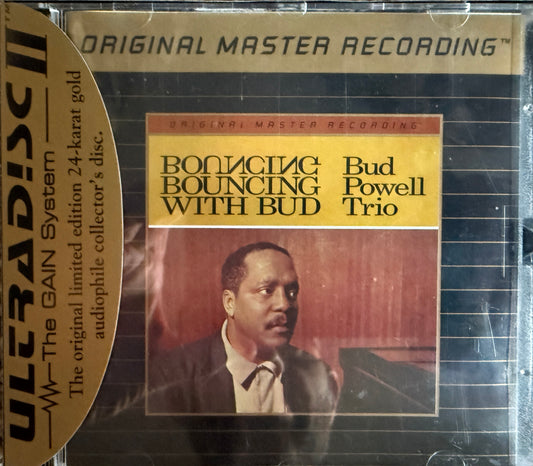 ORIGINAL MASTER RECORDING™
ULTRADISC II™
The GAIN System
The original limited edition 24-karat gold
audiophile collector's disc.
ORIGINAL MASTER RECORDING
BOUNCING
BOUNCING
WITH BUD
Bud
Powell
Trio